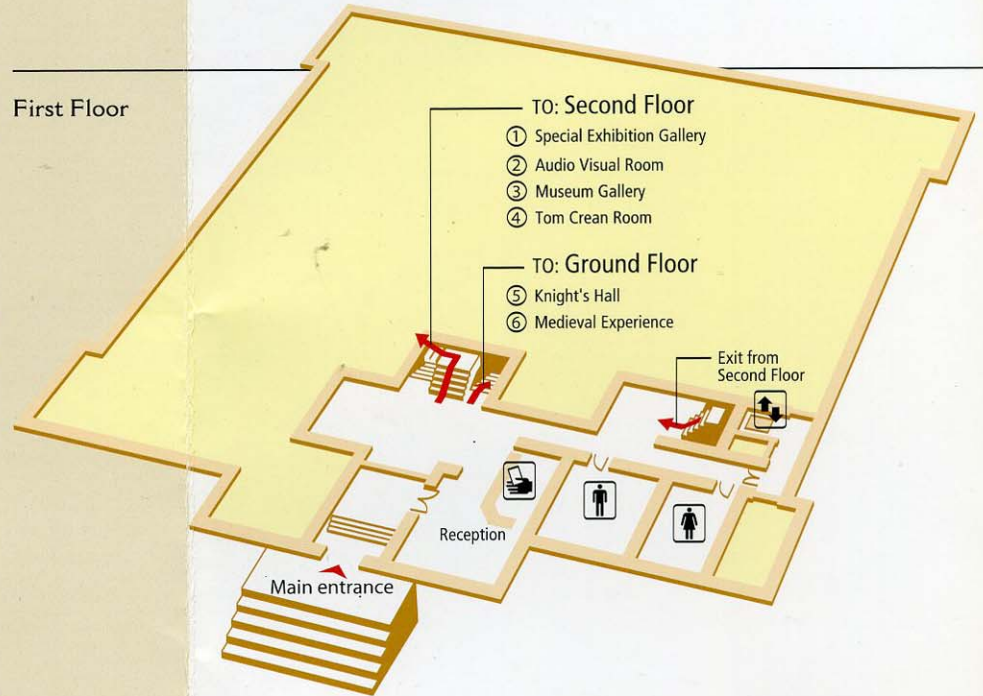 First Floor
TO: Second Floor
① Special Exhibition Gallery
② Audio Visual Room
③ Museum Gallery
④ Tom Crean Room
TO: Ground Floor
⑤ Knight's Hall
⑥ Medieval Experience
Exit from
Second Floor
Reception
Main entrance